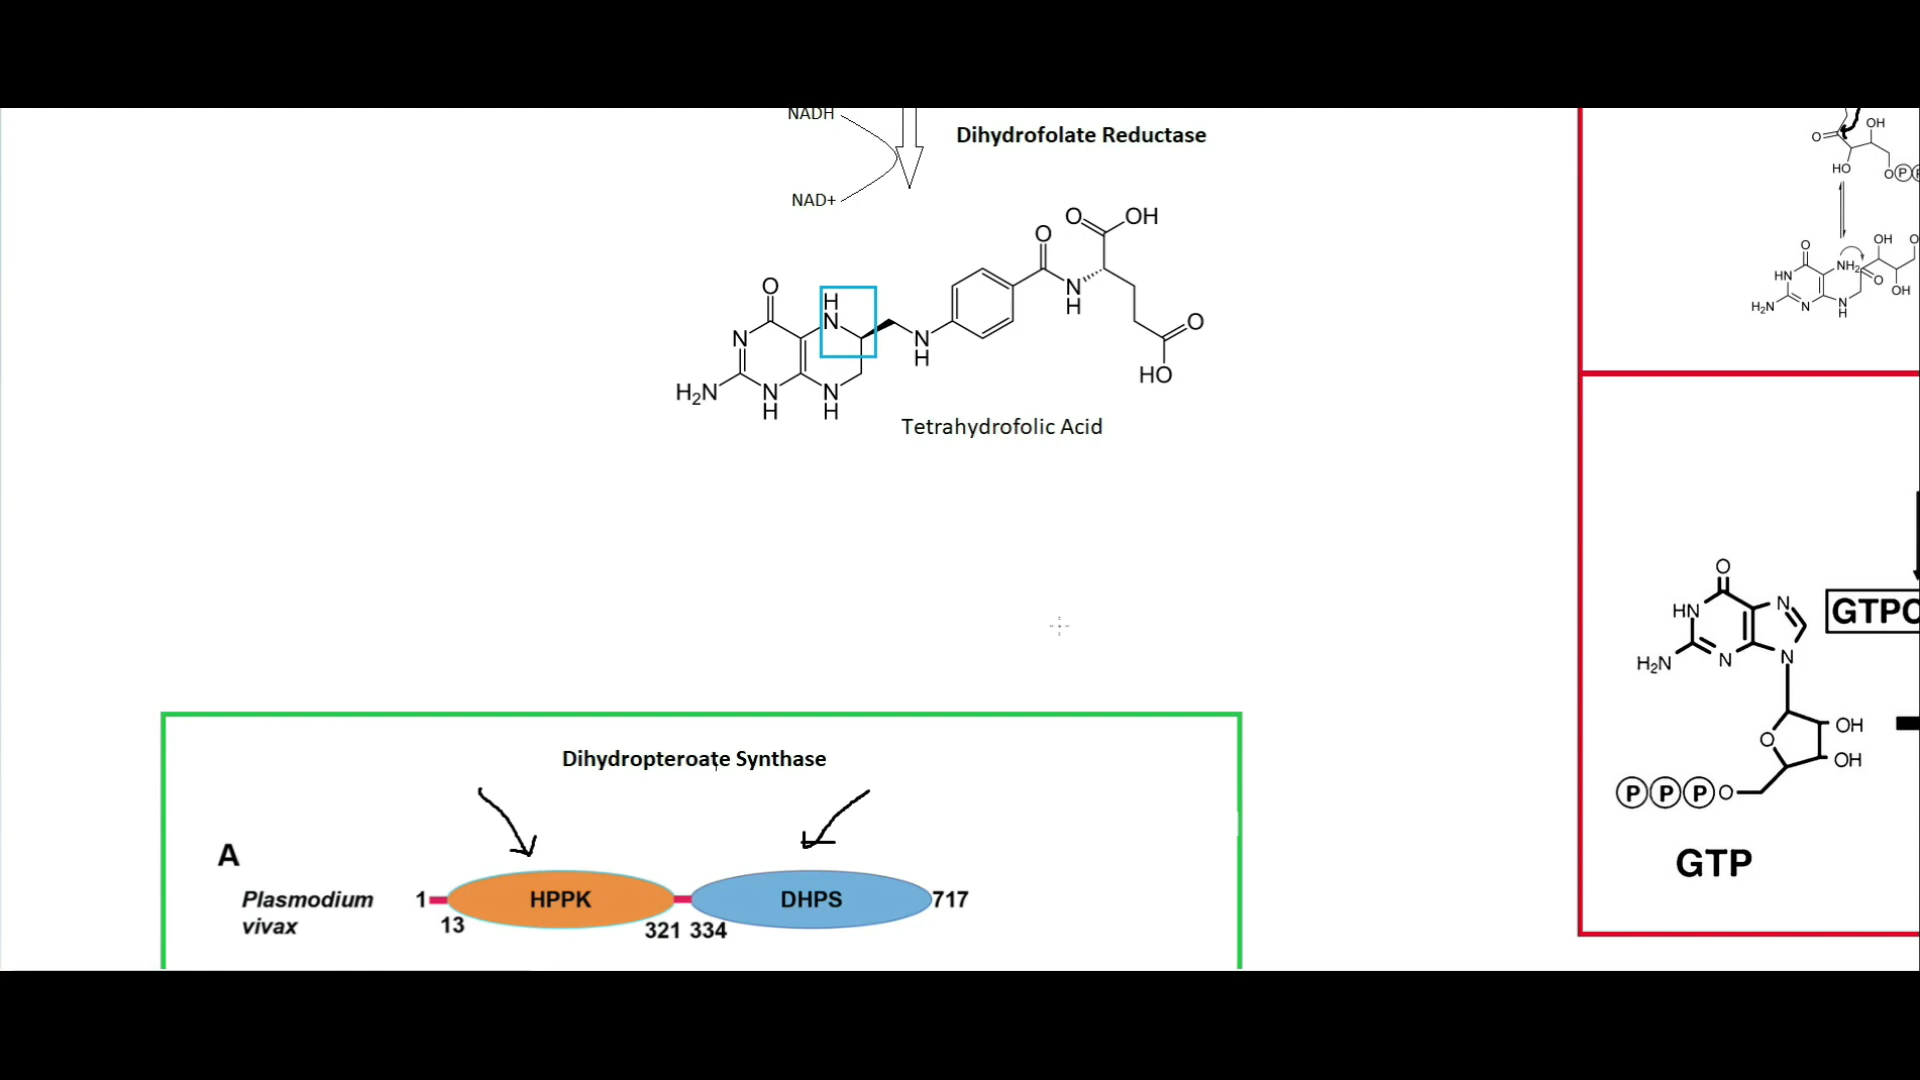 NADH
Dihydrofolate Reductase
NAD+
O
OH
O
O
H
N
N
H
N
H
O
HO
H
N
N
H₂N
N
H
N
H
Tetrahydrofolic Acid
Dihydropteroate Synthase
A
Plasmodium
vivax
1
13
HPPK
321
334
DHPS
717
O
OH
HO
O
P
O
HN
H₂N
N
N
H
NH₂
OH
O
O
OH
O
HN
H₂N
N
N
N
GTPC
O
OH
OH
P P P O
GTP